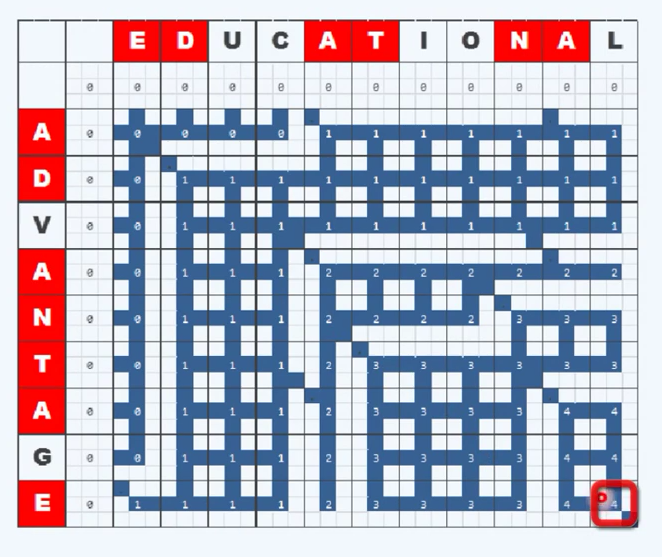 E D U C A T I O N A L
0 0 0 0 0 0 0 0 0 0 0 0
A 0 0 0 0 0 1 1 1 1 1 1 1
D 0 0 1 1 1 1 1 1 1 1 1 1
V 0 0 1 1 1 1 1 1 1 1 1 1
A 0 0 1 1 1 2 2 2 2 2 2 2
N 0 0 1 1 1 2 2 2 2 3 3 3
T 0 0 1 1 1 2 3 3 3 3 3 3
A 0 0 1 1 1 2 3 3 3 3 4 4
G 0 0 1 1 1 2 3 3 3 3 4 4
E 0 1 1 1 1 2 3 3 3 3 4 4